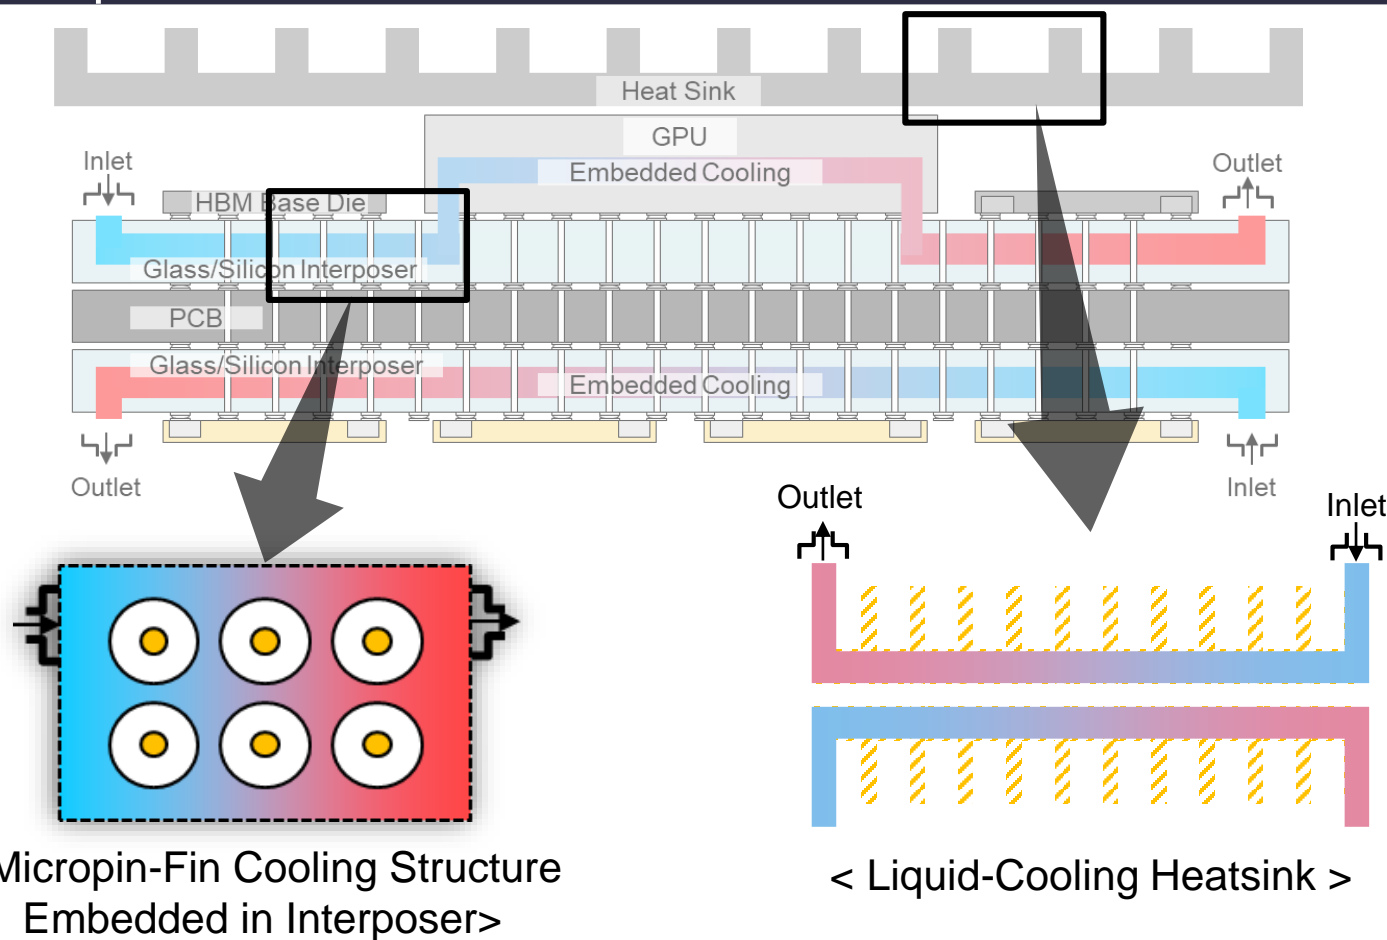 Heat Sink
GPU
Inlet
Embedded Cooling
Outlet
HBM Base Die
Glass/Silicon Interposer
PCB
Glass/Silicon Interposer
Embedded Cooling
Outlet
Inlet
Outlet
Inlet
Micropin-Fin Cooling Structure
Embedded in Interposer>
< Liquid-Cooling Heatsink >